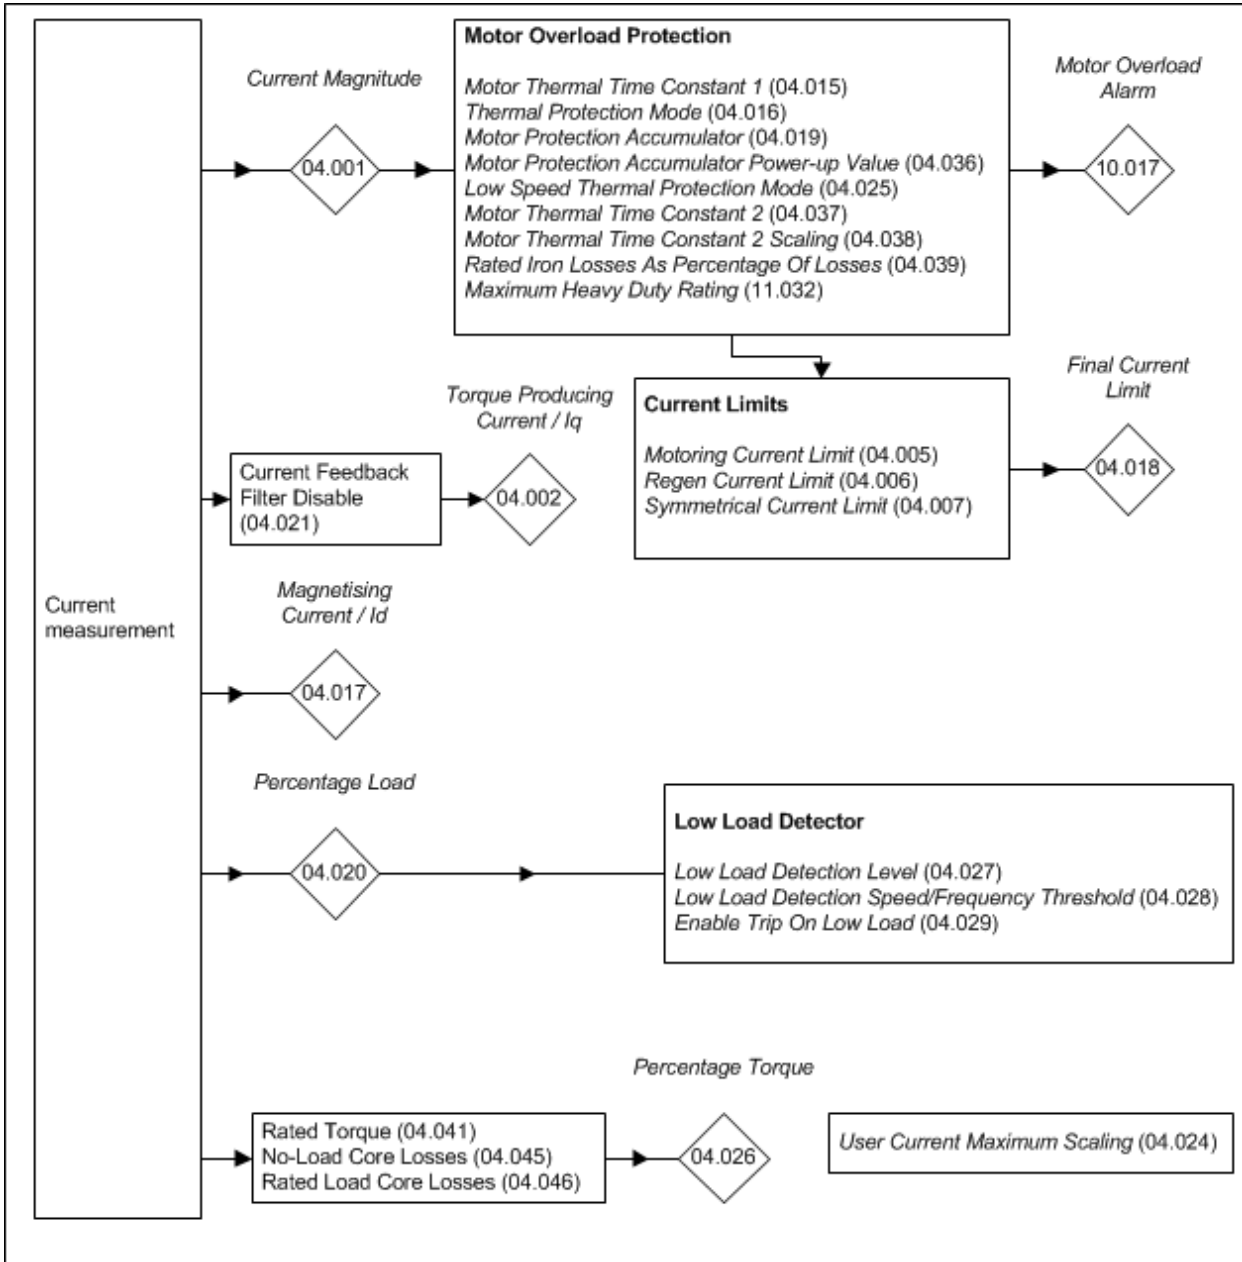 Motor Overload Protection
Current Magnitude
Motor Overload
Alarm
Motor Thermal Time Constant 1 (04.015)
Thermal Protection Mode (04.016)
Motor Protection Accumulator (04.019)
Motor Protection Accumulator Power-up Value (04.036)
Low Speed Thermal Protection Mode (04.025)
Motor Thermal Time Constant 2 (04.037)
Motor Thermal Time Constant 2 Scaling (04.038)
Rated Iron Losses As Percentage Of Losses (04.039)
Maximum Heavy Duty Rating (11.032)
04.001
10.017
Torque Producing
Current / Iq
Current Limits
Motoring Current Limit (04.005)
Regen Current Limit (04.006)
Symmetrical Current Limit (04.007)
Final Current
Limit
04.018
Current Feedback
Filter Disable
(04.021)
04.002
Current
measurement
Magnetising
Current / Id
04.017
Percentage Load
04.020
Low Load Detector
Low Load Detection Level (04.027)
Low Load Detection Speed/Frequency Threshold (04.028)
Enable Trip On Low Load (04.029)
Percentage Torque
Rated Torque (04.041)
No-Load Core Losses (04.045)
Rated Load Core Losses (04.046)
04.026
User Current Maximum Scaling (04.024)